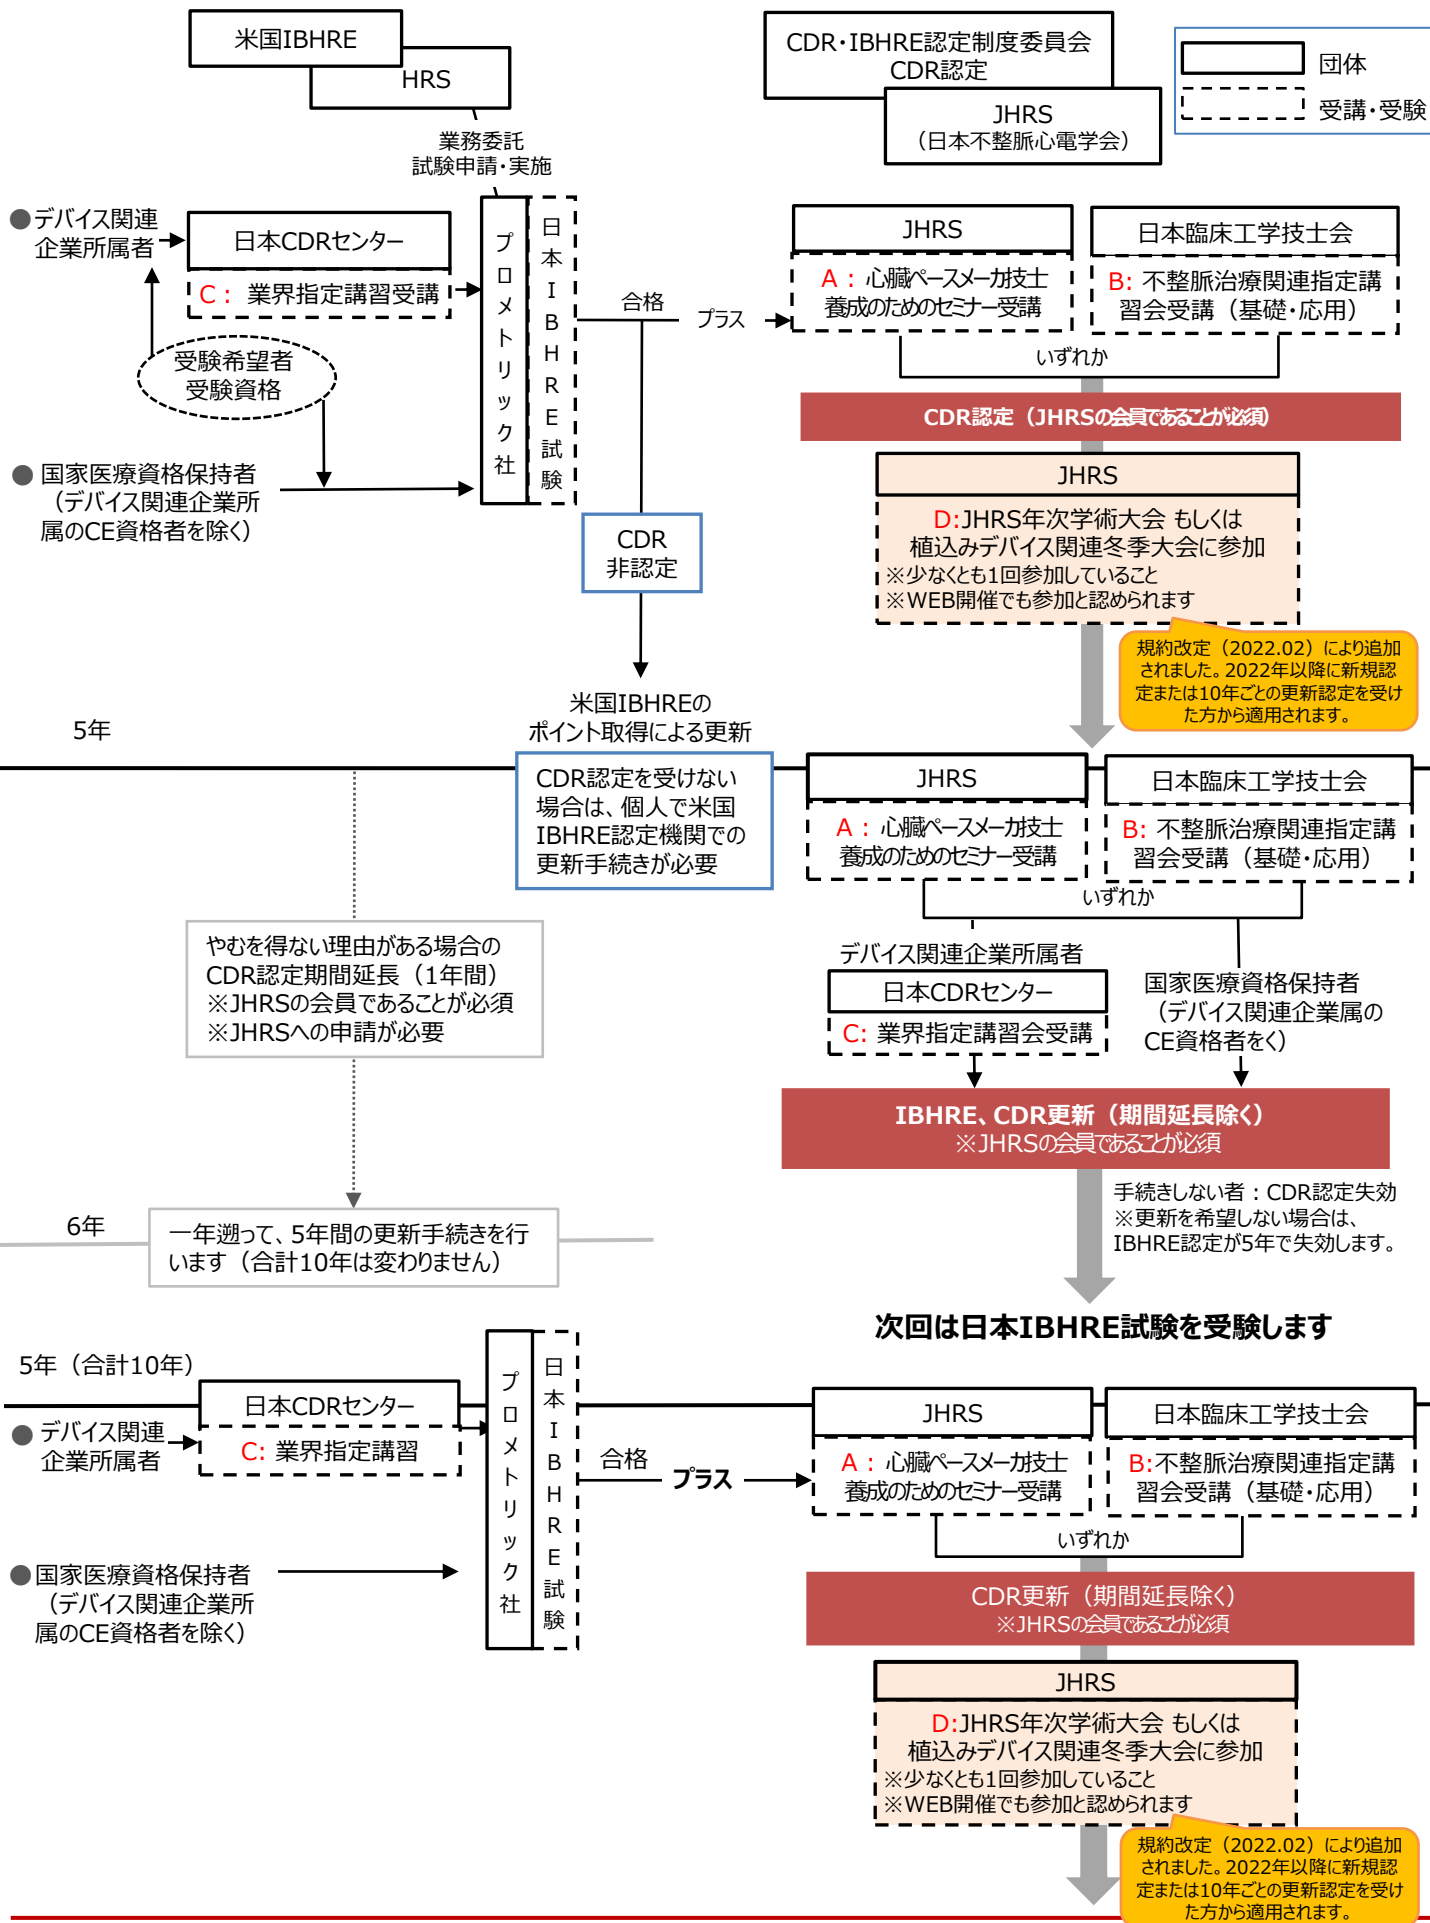 米国IBHRE
HRS
業務委託
試験申請・実施
CDR・IBHRE認定制度委員会
CDR認定
JHRS
（日本不整脈心電学会）
団体
受講・受験
●デバイス関連
企業所属者
日本CDRセンター
C： 業界指定講習受講
受験希望者
受験資格
● 国家医療資格保持者
（デバイス関連企業所
属のCE資格者を除く）
プロメトリック社
日本IBHRE試験
合格
プラス
CDR
非認定
JHRS
A： 心臓ペースメーカ技士
養成のためのセミナー受講
日本臨床工学技士会
B: 不整脈治療関連指定講
習会受講（基礎・応用）
いずれか
CDR認定（JHRSの会員であることが必須）
JHRS
D:JHRS年次学術大会 もしくは
植込みデバイス関連冬季大会に参加
※少なくとも1回参加していること
※WEB開催でも参加と認められます
規約改定（2022.02）により追加
されました。2022年以降に新規認
定または10年ごとの更新認定を受け
た方から適用されます。
米国IBHREの
ポイント取得による更新
5年
CDR認定を受けない
場合は、個人で米国
IBHRE認定機関での
更新手続きが必要
JHRS
A： 心臓ペースメーカ技士
養成のためのセミナー受講
日本臨床工学技士会
B: 不整脈治療関連指定講
習会受講（基礎・応用）
いずれか
やむを得ない理由がある場合の
CDR認定期間延長（1年間）
※JHRSの会員であることが必須
※JHRSへの申請が必要
デバイス関連企業所属者
日本CDRセンター
C: 業界指定講習会受講
国家医療資格保持者
（デバイス関連企業属の
CE資格者をく）
IBHRE、CDR更新（期間延長除く）
※JHRSの会員であることが必須
手続きしない者：CDR認定失効
※更新を希望しない場合は、
IBHRE認定が5年で失効します。
6年
一年遡って、5年間の更新手続きを行
います（合計10年は変わりません）
次回は日本IBHRE試験を受験します
5年（合計10年）
● デバイス関連
企業所属者
日本CDRセンター
C: 業界指定講習
● 国家医療資格保持者
（デバイス関連企業所
属のCE資格者を除く）
プロメトリック社
日本IBHRE試験
合格
プラス
JHRS
A： 心臓ペースメーカ技士
養成のためのセミナー受講
日本臨床工学技士会
B:不整脈治療関連指定講
習会受講（基礎・応用）
いずれか
CDR更新（期間延長除く）
※JHRSの会員であることが必須
JHRS
D:JHRS年次学術大会 もしくは
植込みデバイス関連冬季大会に参加
※少なくとも1回参加していること
※WEB開催でも参加と認められます
規約改定（2022.02）により追加
されました。2022年以降に新規認
定または10年ごとの更新認定を受け
た方から適用されます。